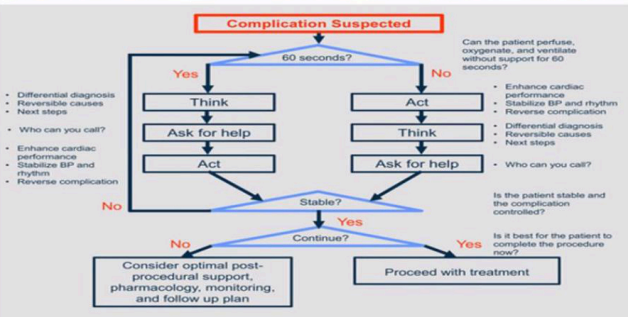 Complication Suspected
60 seconds?
Can the patient perfuse,
oxygenate, and ventilate
without support for 60
seconds?
Yes
No
• Differential diagnosis
• Reversible causes
• Next steps
Think
Act
• Enhance cardiac
performance
• Stabilize BP and rhythm
• Reverse complication
• Who can you call?
Ask for help
Think
• Differential diagnosis
• Reversible causes
• Next steps
• Enhance cardiac
performance
• Stabilize BP and
rhythm
• Reverse complication
Act
Ask for help
• Who can you call?
No
Stable?
Is the patient stable and
the complication
controlled?
Yes
No
Continue?
Yes
Is it best for the patient to
complete the procedure
now?
Consider optimal post-
procedural support,
pharmacology, monitoring,
and follow up plan
Proceed with treatment